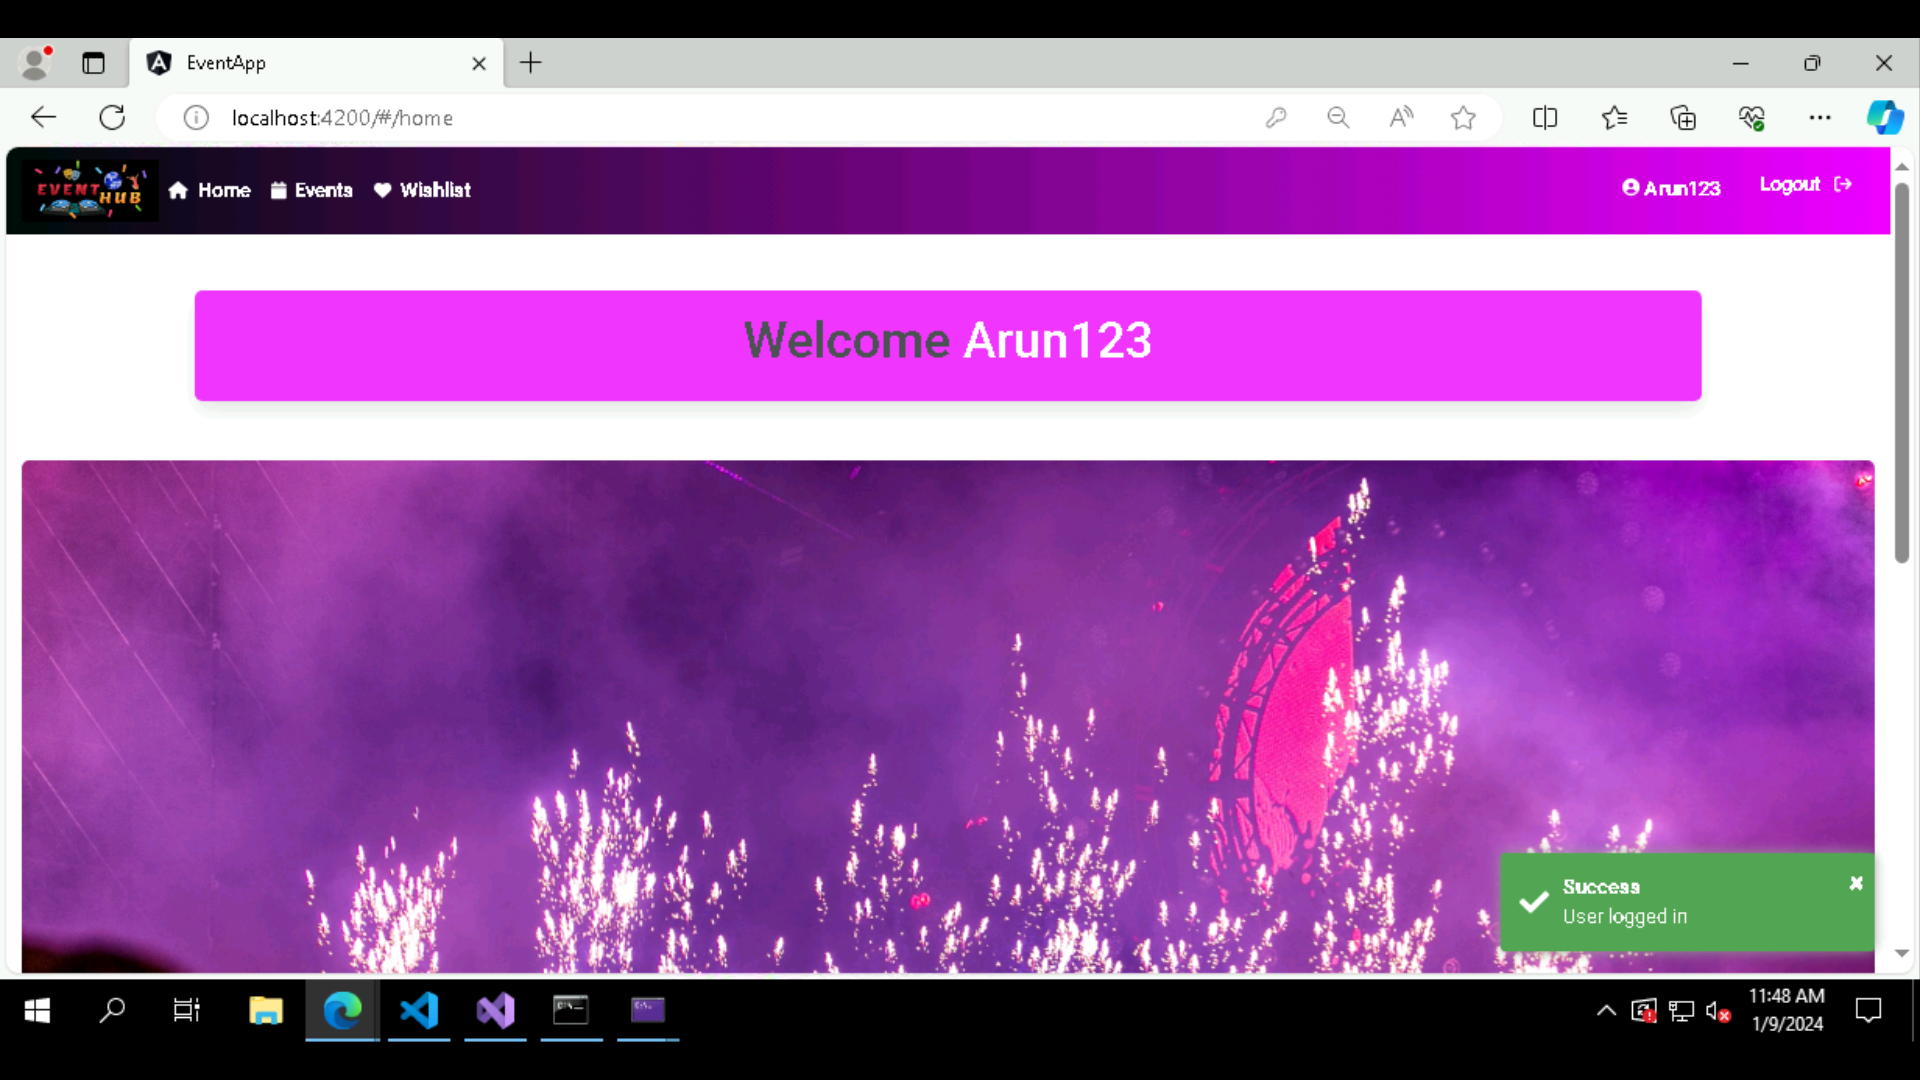 EventApp
localhost:4200/#/home
EVENT
HUB
Home
Events
Wishlist
Arun123
Logout
Welcome Arun123
Success
User logged in
11:48 AM
1/9/2024